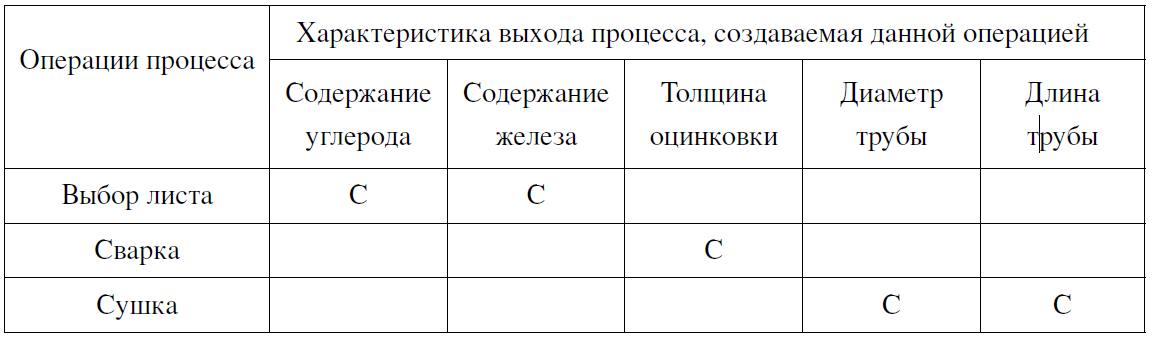 Характеристика выхода процесса, создаваемая данной операцией
Операции процесса
Содержание Содержание Толщина Диаметр Длина
углерода железа оцинковки трубы трубы
Выбор листа С С
Сварка С
Сушка С С